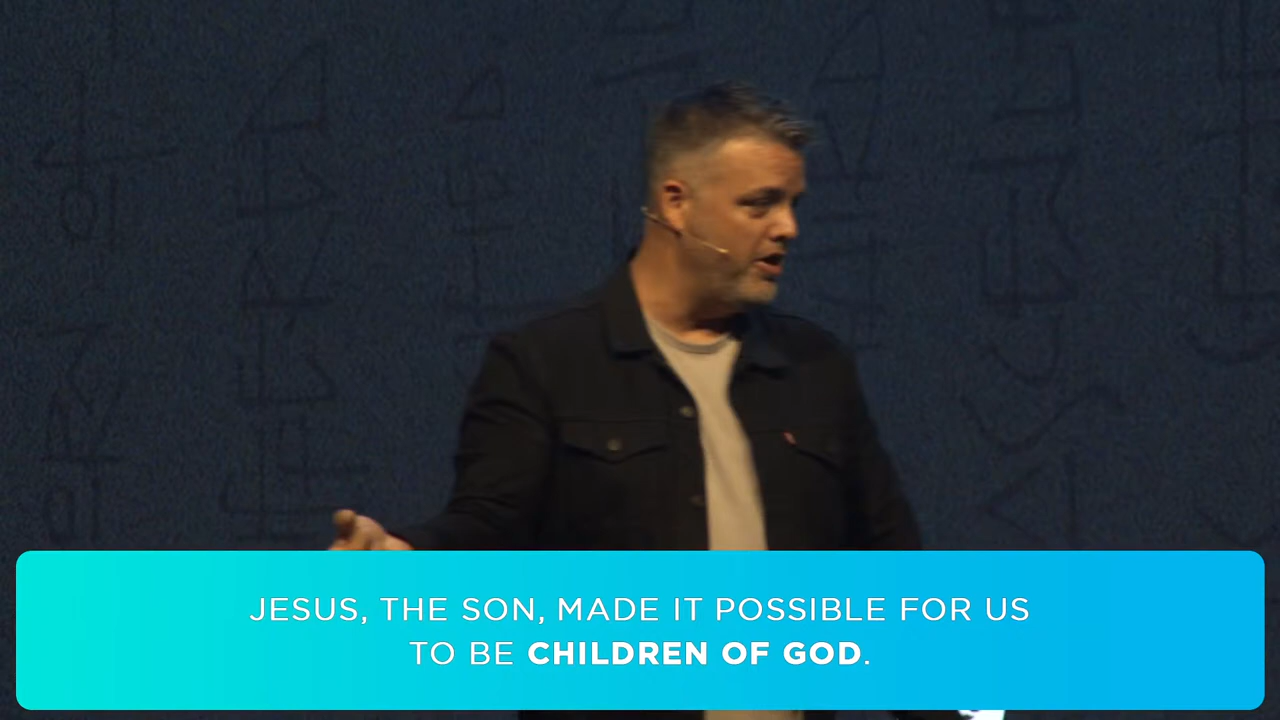 JESUS, THE SON, MADE IT POSSIBLE FOR US
TO BE CHILDREN OF GOD.